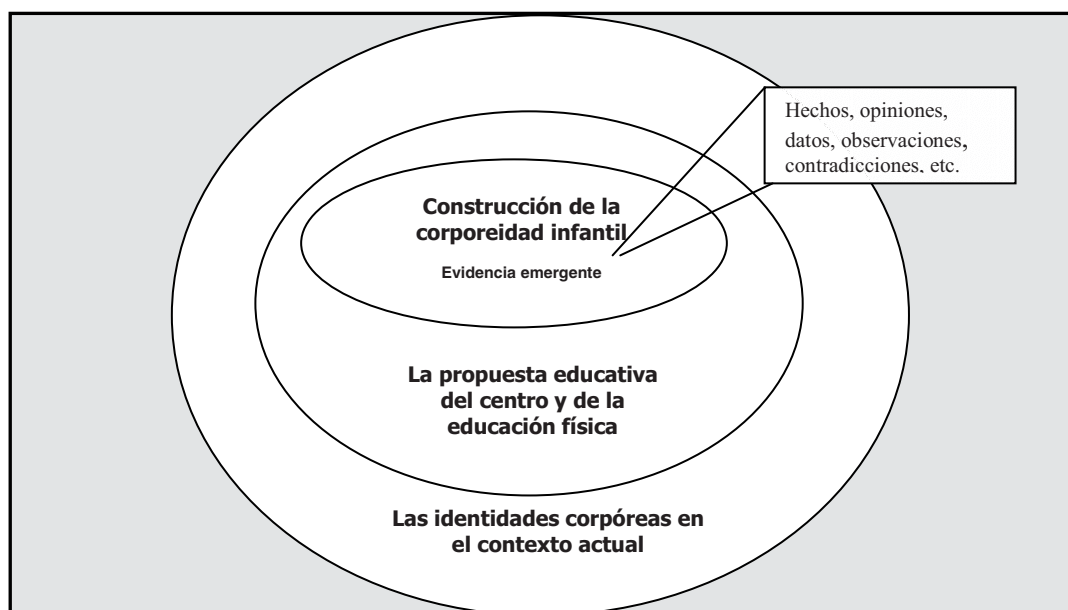 Hechos, opiniones,
datos, observaciones,
contradicciones, etc.
Construcción de la
corporeidad infantil
Evidencia emergente
La propuesta educativa
del centro y de la
educación física
Las identidades corpóreas en
el contexto actual